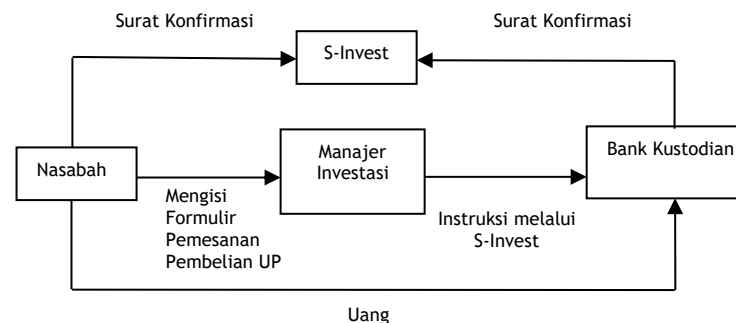 Surat Konfirmasi
Surat Konfirmasi
S-Invest
Nasabah
Manajer
Investasi
Bank Kustodian
Mengisi
Formulir
Pemesanan
Pembelian UP
Instruksi melalui
S-Invest
Uang